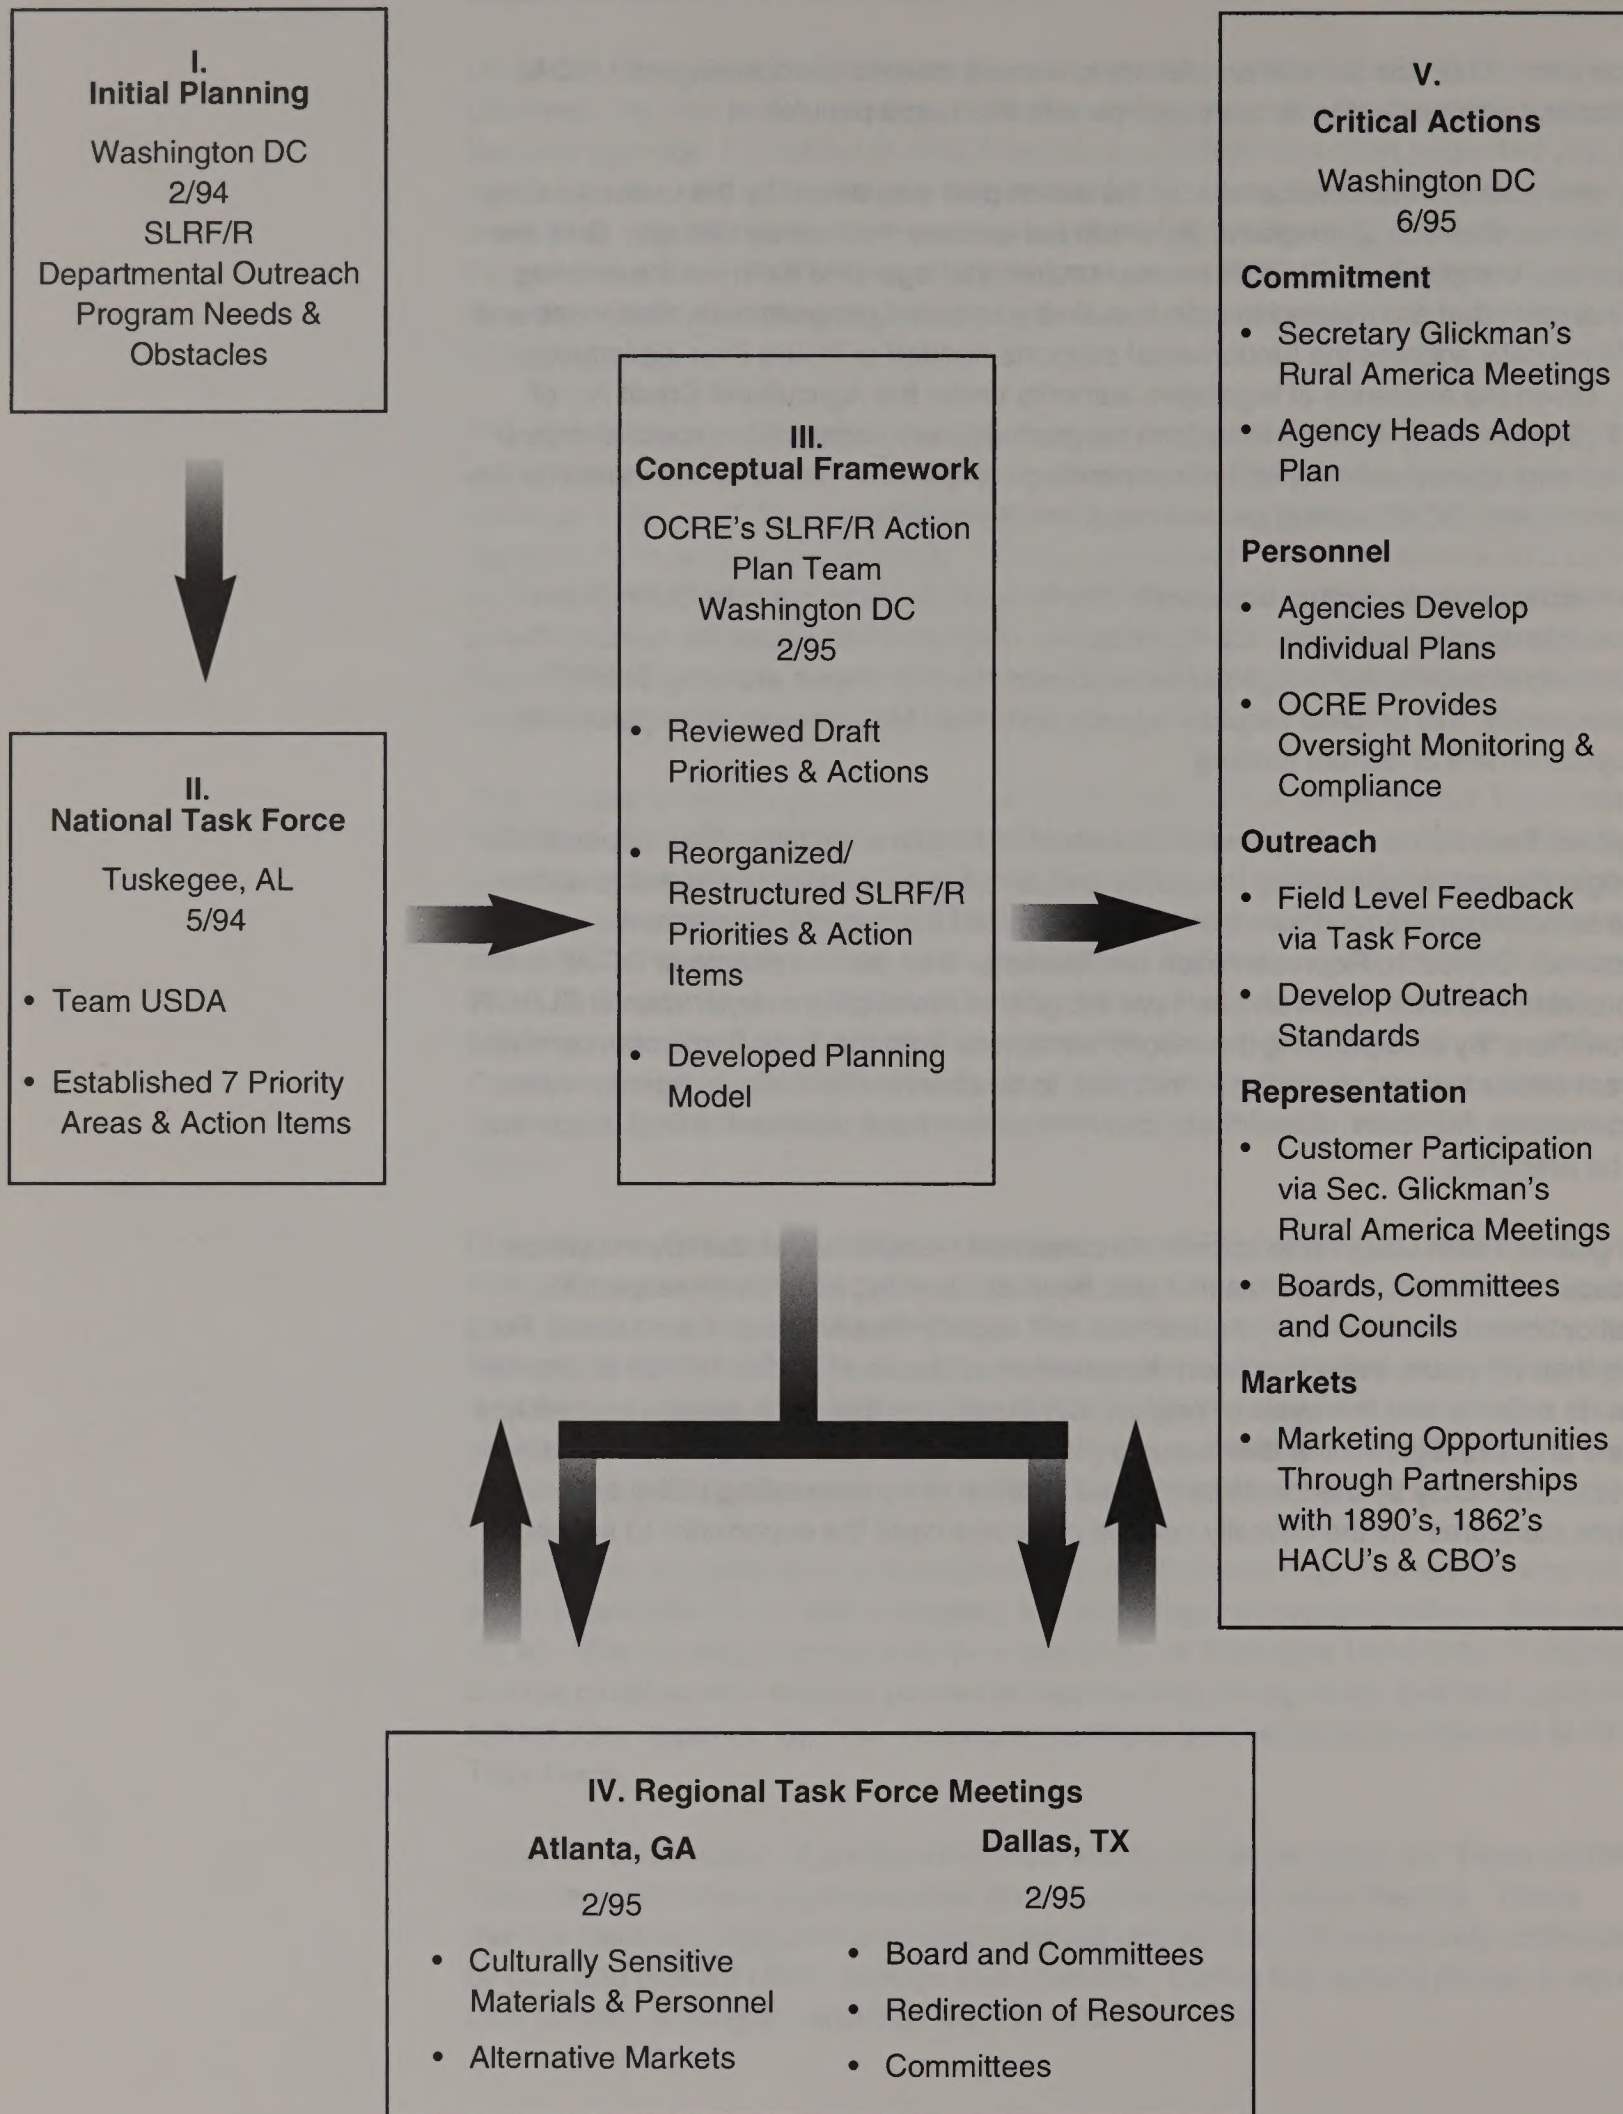 I.
Initial Planning
Washington DC
2/94
SLRF/R
Departmental Outreach
Program Needs &
Obstacles
II.
National Task Force
Tuskegee, AL
5/94
• Team USDA
• Established 7 Priority
Areas & Action Items
III.
Conceptual Framework
OCRE's SLRF/R Action
Plan Team
Washington DC
2/95
• Reviewed Draft
Priorities & Actions
• Reorganized/
Restructured SLRF/R
Priorities & Action
Items
• Developed Planning
Model
IV. Regional Task Force Meetings
Atlanta, GA
2/95
• Culturally Sensitive
Materials & Personnel
• Alternative Markets
Dallas, TX
2/95
• Board and Committees
• Redirection of Resources
• Committees
V.
Critical Actions
Washington DC
6/95
Commitment
• Secretary Glickman's
Rural America Meetings
• Agency Heads Adopt
Plan
Personnel
• Agencies Develop
Individual Plans
• OCRE Provides
Oversight Monitoring &
Compliance
Outreach
• Field Level Feedback
via Task Force
• Develop Outreach
Standards
Representation
• Customer Participation
via Sec. Glickman's
Rural America Meetings
• Boards, Committees
and Councils
Markets
• Marketing Opportunities
Through Partnerships
with 1890's, 1862's
HACU's & CBO's